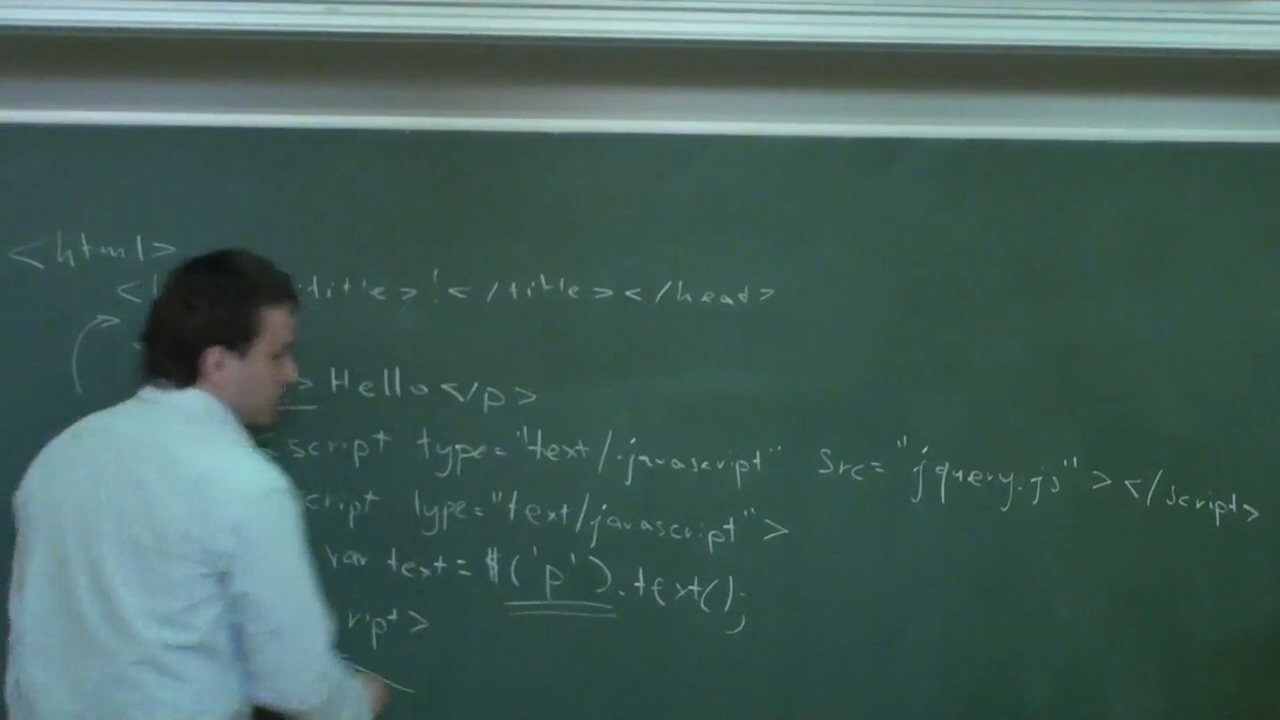 <html>
<title>!</title></head>
>Hello</p>
script type="text/javascript" src="jquery.js"></script>
cript type="text/javascript">
var text=$('p').text();
ript>